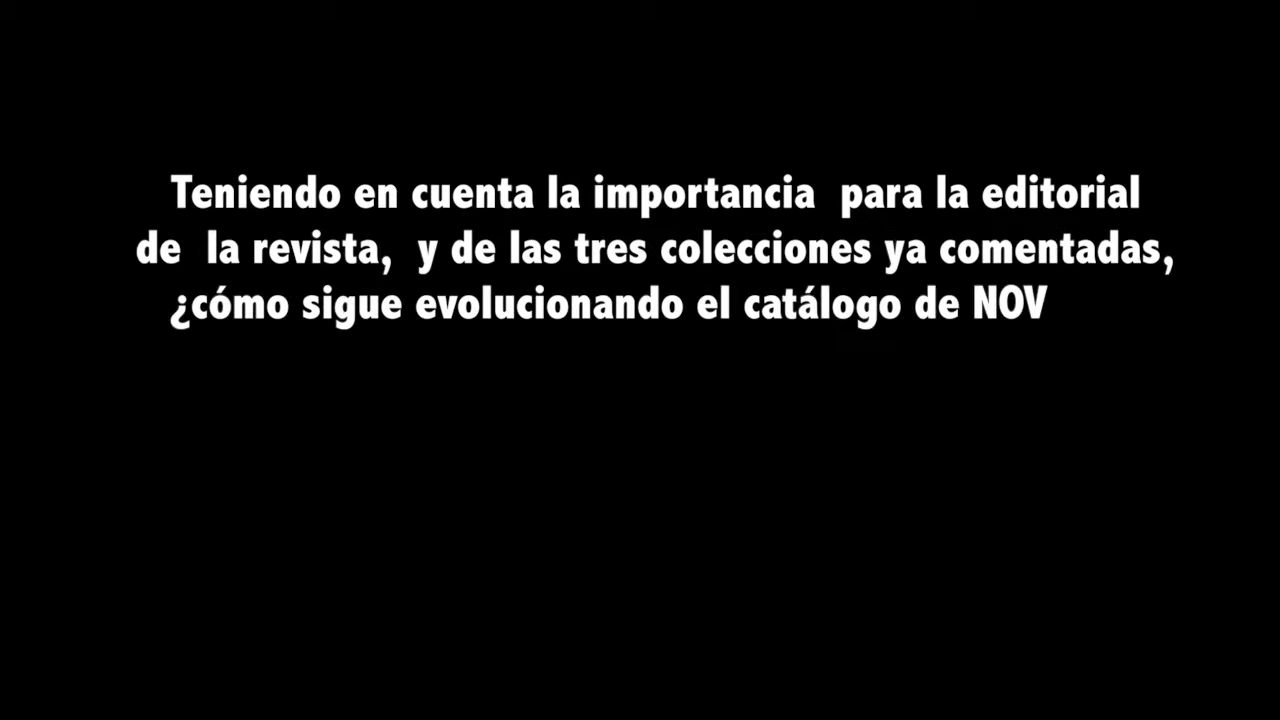 Teniendo en cuenta la importancia para la editorial
de la revista, y de las tres colecciones ya comentadas,
¿cómo sigue evolucionando el catálogo de NOV